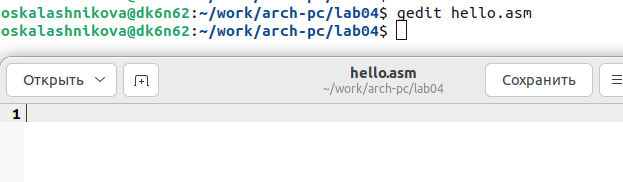 oskalashnikova@dk6n62:~/work/arch-pc/lab04$ gedit hello.asm
oskalashnikova@dk6n62:~/work/arch-pc/lab04$
Открыть
hello.asm
~/work/arch-pc/lab04
Сохранить
1